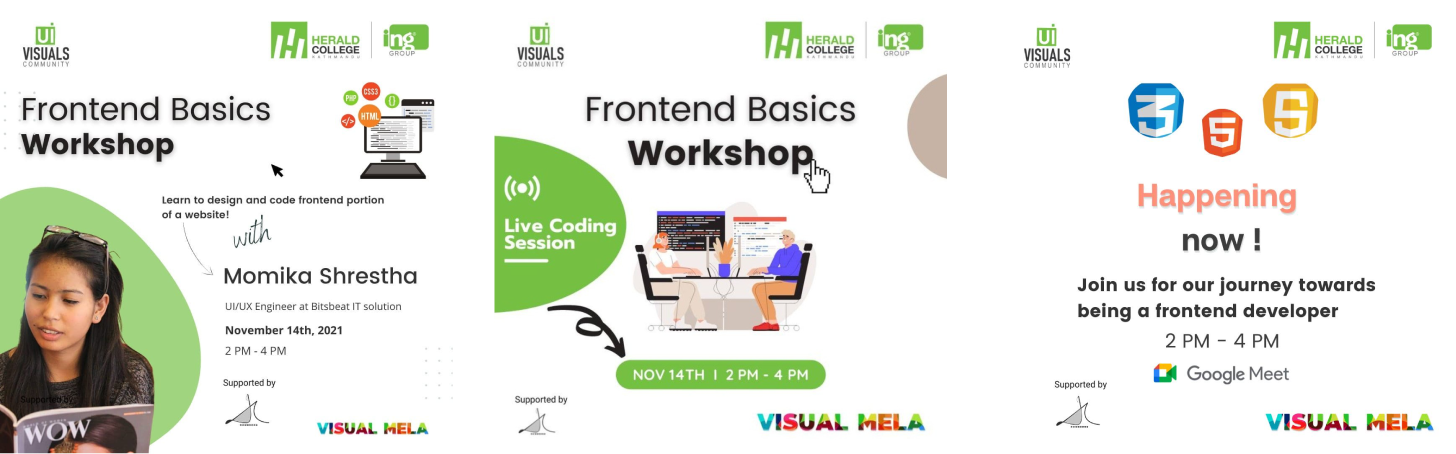 ui
VISUALS
COMMUNITY
HERALD
COLLEGE
KATHMANDU
ing
GROUP
Frontend Basics
Workshop
PHP
CSS3
{}
</>
HTML
Learn to design and code frontend portion
of a website!
with
Momika Shrestha
UI/UX Engineer at Bitsbeat IT solution
November 14th, 2021
2 PM - 4 PM
Supported by
Supported by
WOW
VISUAL MELA
ui
VISUALS
COMMUNITY
HERALD
COLLEGE
KATHMANDU
ing
GROUP
Frontend Basics
Workshop
Live Coding
Session
NOV 14TH I 2 PM - 4 PM
Supported by
VISUAL MELA
ui
VISUALS
COMMUNITY
HERALD
COLLEGE
KATHMANDU
ing
GROUP
3
5
5
Happening
now !
Join us for our journey towards
being a frontend developer
2 PM - 4 PM
Google Meet
Supported by
VISUAL MELA